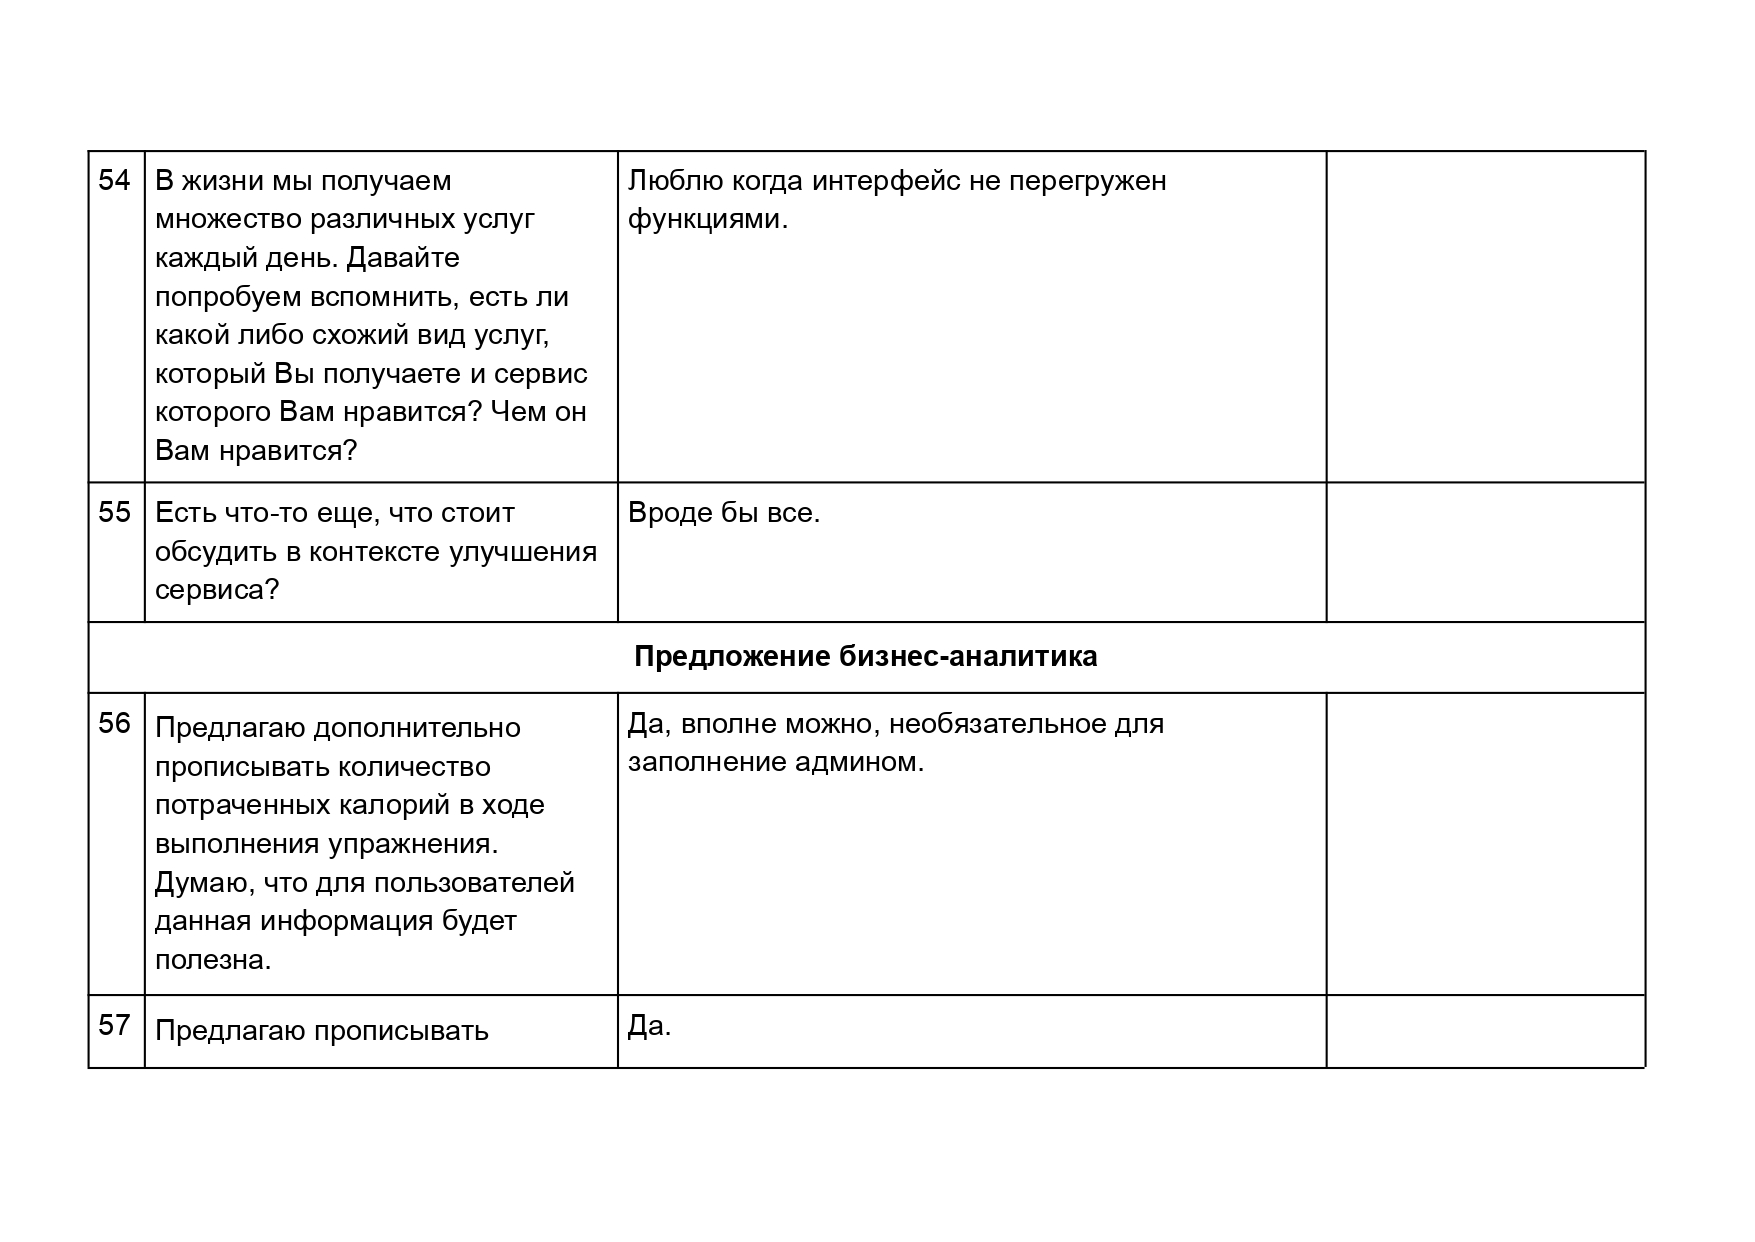 54
В жизни мы получаем
множество различных услуг
каждый день. Давайте
попробуем вспомнить, есть ли
какой либо схожий вид услуг,
который Вы получаете и сервис
которого Вам нравится? Чем он
Вам нравится?
Люблю когда интерфейс не перегружен
функциями.
55
Есть что-то еще, что стоит
обсудить в контексте улучшения
сервиса?
Вроде бы все.
Предложение бизнес-аналитика
56
Предлагаю дополнительно
прописывать количество
потраченных калорий в ходе
выполнения упражнения.
Думаю, что для пользователей
данная информация будет
полезна.
Да, вполне можно, необязательное для
заполнение админом.
57
Предлагаю прописывать
Да.